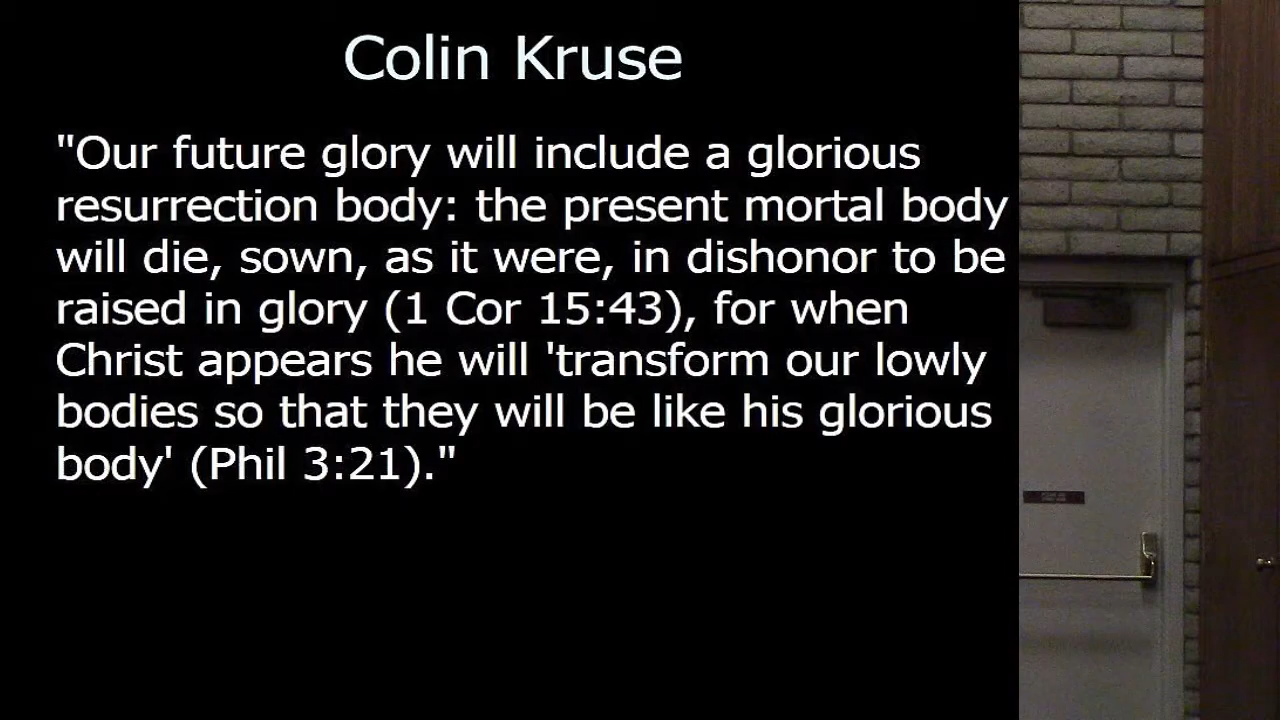 Colin Kruse
"Our future glory will include a glorious
resurrection body: the present mortal body
will die, sown, as it were, in dishonor to be
raised in glory (1 Cor 15:43), for when
Christ appears he will 'transform our lowly
bodies so that they will be like his glorious
body' (Phil 3:21)."